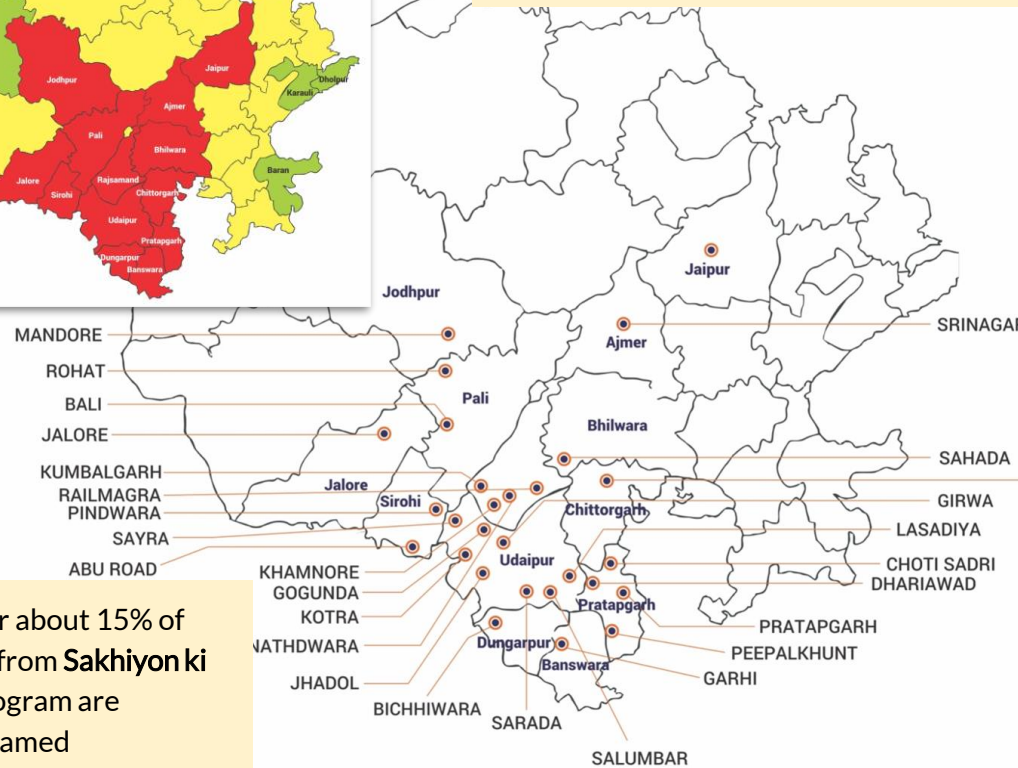 Jodhpur
Jaipur
Dholpur
Karauli
Ajmer
Pali
Bhilwara
Baran
Jalore
Sirohi
Rajsamand
Chittorgarh
Udaipur
Pratapgarh
Dungarpur
Banswara
Jaipur
Jodhpur
MANDORE
SRINAGAR
Ajmer
ROHAT
Pali
BALI
Bhilwara
JALORE
SAHADA
KUMBALGARH
RAILMAGRA
Jalore
Sirohi
PINDWARA
Chittorgarh
GIRWA
SAYRA
LASADIYA
ABU ROAD
KHAMNORE
Udaipur
CHOTI SADRI
GOGUNDA
DHARIAWAD
KOTRA
Pratapgarh
PRATAPGARH
NATHDWARA
Dungarpur
PEEPALKHUNT
Banswara
GARHI
JHADOL
BICHHIWARA
SARADA
SALUMBAR
about 15% of
from Sakhiyon ki
are